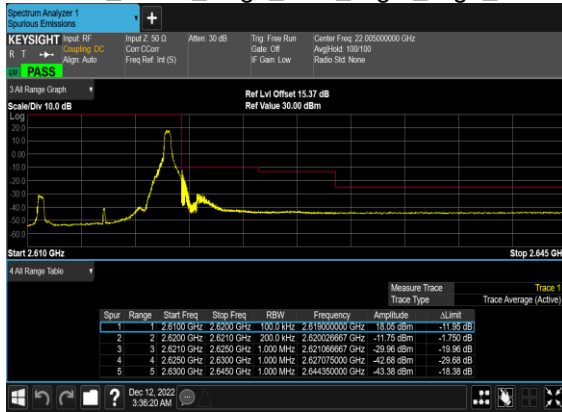 Spectrum Analyzer 1
Spurious Emissions
+
KEYSIGHT Input: RF Input Z: 50 Ω Atten: 30 dB Trig: Free Run Center Freq: 22.005000000 GHz
R T Coupling: DC Corr CCorr Gate: Off Avg|Hold: 100/100
Align: Auto Freq Ref: Int (S) IF Gain: Low Radio Std: None
PASS
3 All Range Graph
Ref Lvl Offset 15.37 dB
Scale/Div 10.0 dB Ref Value 30.00 dBm
Log
20.0
10.0
0.00
-10.0
-20.0
-30.0
-40.0
-50.0
-60.0
Start 2.610 GHz Stop 2.645 GHz
4 All Range Table
Measure Trace Trace 1
Trace Type Trace Average (Active)
Spur Range Start Freq Stop Freq RBW Frequency Amplitude ΔLimit
1 1 2.6100 GHz 2.6200 GHz 100.0 kHz 2.619000000 GHz 18.05 dBm -11.95 dB
2 2 2.6200 GHz 2.6210 GHz 200.0 kHz 2.620026667 GHz -11.75 dBm -1.750 dB
3 3 2.6210 GHz 2.6250 GHz 1.000 MHz 2.621066667 GHz -29.96 dBm -19.96 dB
4 4 2.6250 GHz 2.6300 GHz 1.000 MHz 2.627075000 GHz -42.68 dBm -29.68 dB
5 5 2.6300 GHz 2.6450 GHz 1.000 MHz 2.644350000 GHz -43.38 dBm -18.38 dB
? Dec 12, 2022
3:36:20 AM